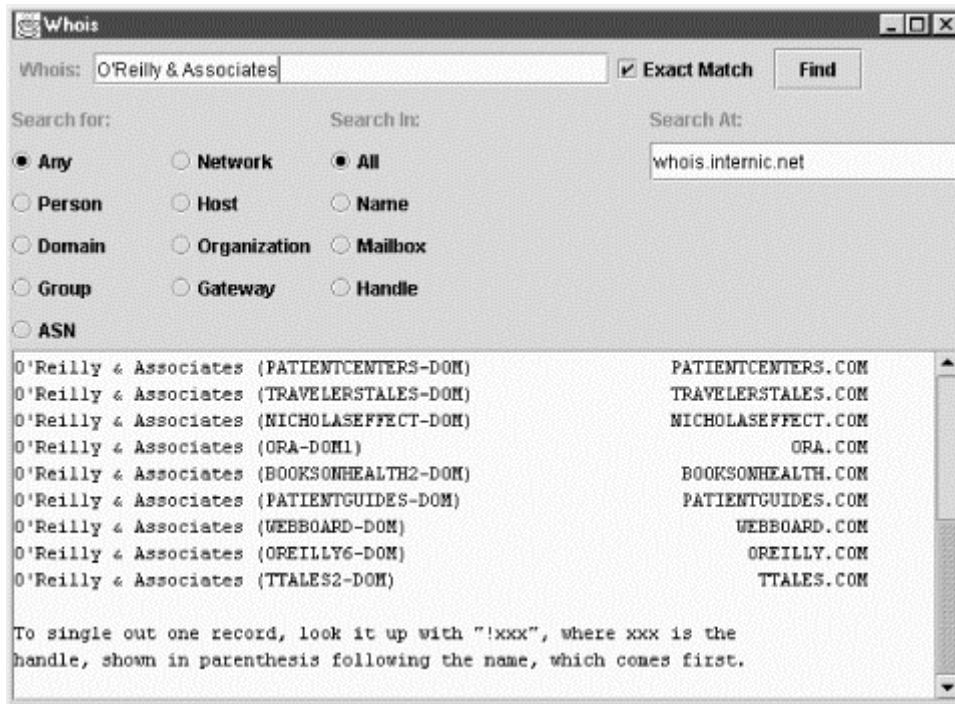 Whois
Whois: O'Reilly & Associates Exact Match Find
Search for: Search In: Search At:
Any Network All whois.internic.net
Person Host Name
Domain Organization Mailbox
Group Gateway Handle
ASN
O'Reilly & Associates (PATIENTCENTERS-DOM) PATIENTCENTERS.COM
O'Reilly & Associates (TRAVELERSTALES-DOM) TRAVELERSTALES.COM
O'Reilly & Associates (NICHOLASEFFECT-DOM) NICHOLASEFFECT.COM
O'Reilly & Associates (ORA-DOM1) ORA.COM
O'Reilly & Associates (BOOKSONHEALTH2-DOM) BOOKSONHEALTH.COM
O'Reilly & Associates (PATIENTGUIDES-DOM) PATIENTGUIDES.COM
O'Reilly & Associates (WEBBOARD-DOM) WEBBOARD.COM
O'Reilly & Associates (OREILLY6-DOM) OREILLY.COM
O'Reilly & Associates (TTALES2-DOM) TTALES.COM
To single out one record, look it up with "!xxx", where xxx is the
handle, shown in parenthesis following the name, which comes first.